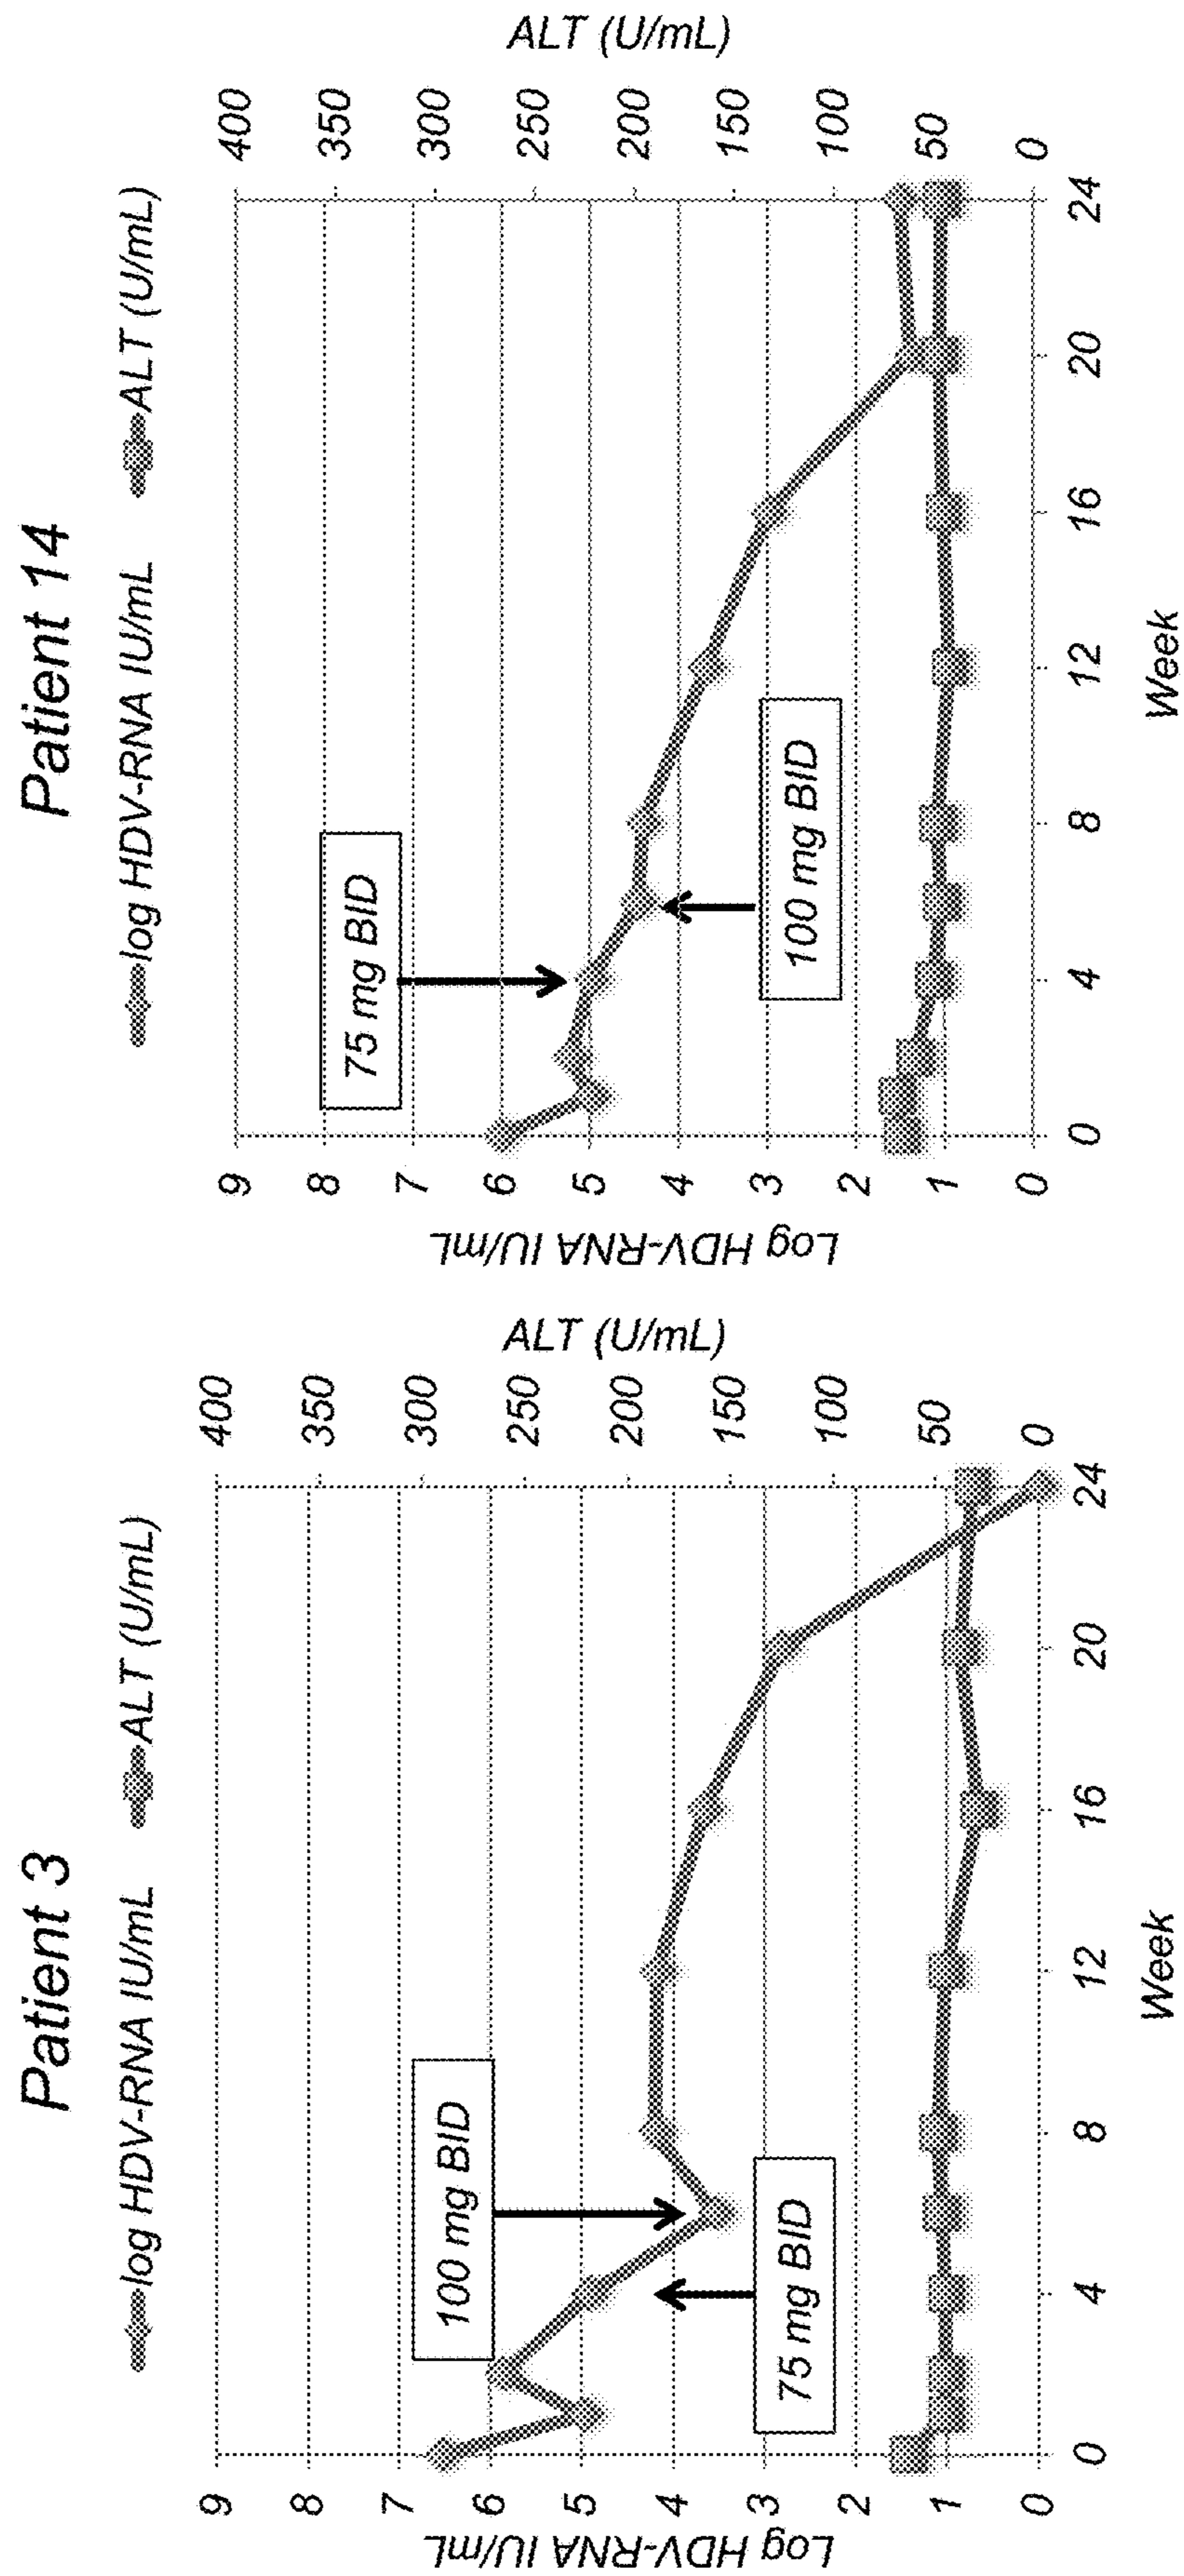 Patient 3
log HDV-RNA IU/mL ALT (U/mL)
Log HDV-RNA IU/mL
9
8
7
6
5
4
3
2
1
0
100 mg BID
75 mg BID
400
350
300
250
200
150
100
50
0
ALT (U/mL)
0 4 8 12 16 20 24
Week
Patient 14
log HDV-RNA IU/mL ALT (U/mL)
Log HDV-RNA IU/mL
9
8
7
6
5
4
3
2
1
0
75 mg BID
100 mg BID
400
350
300
250
200
150
100
50
0
ALT (U/mL)
0 4 8 12 16 20 24
Week